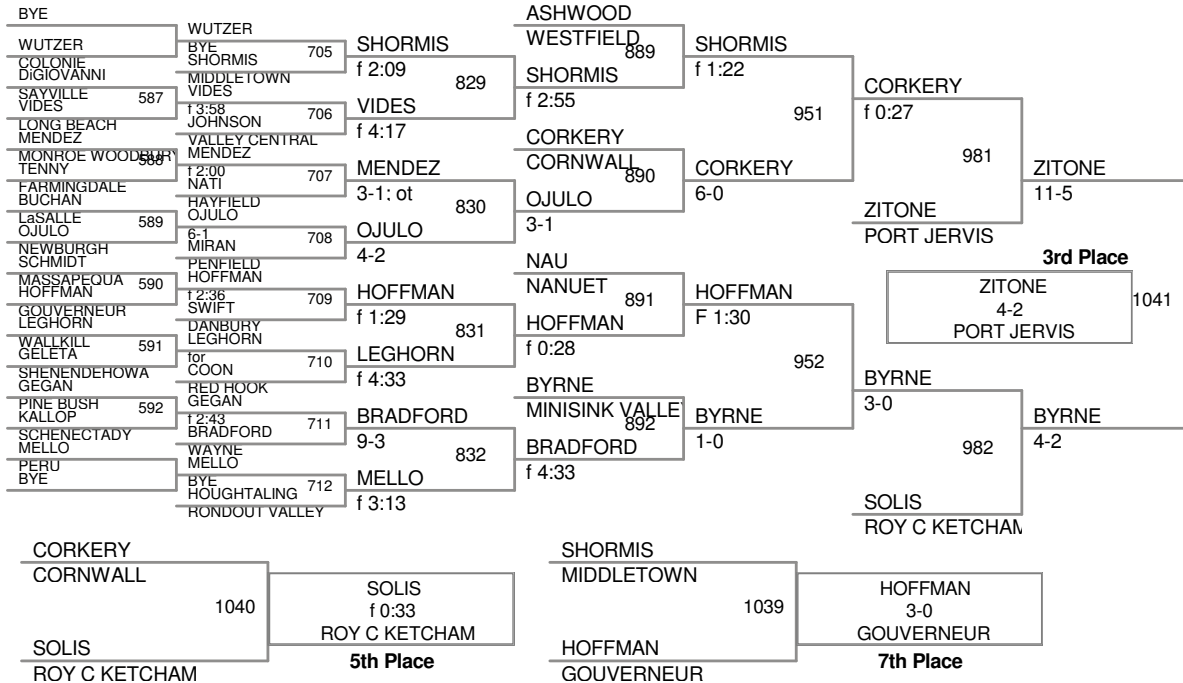 BYE
WUTZER
COLONIE
DiGIOVANNI
SAYVILLE
VIDES
587
LONG BEACH
MENDEZ
MONROE WOODBURY
588
TENNY
FARMINGDALE
BUCHAN
LaSALLE
OJULO
589
NEWBURGH
SCHMIDT
MASSAPEQUA
HOFFMAN
590
GOUVERNEUR
LEGHORN
WALLKILL
GELETA
591
SHENENDEHOWA
GEGAN
PINE BUSH
KALLOP
592
SCHENECTADY
MELLO
PERU
BYE
WUTZER
BYE
SHORMIS
705
MIDDLETOWN
VIDES
f 3:58
JOHNSON
706
VALLEY CENTRAL
MENDEZ
f 2:00
NATI
707
HAYFIELD
OJULO
6-1
MIRAN
708
PENFIELD
HOFFMAN
f 2:36
SWIFT
709
DANBURY
LEGHORN
for
COON
710
RED HOOK
GEGAN
f 2:43
BRADFORD
711
WAYNE
MELLO
BYE
HOUGHTALING
712
RONDOUT VALLEY
SHORMIS
f 2:09
829
VIDES
f 4:17
MENDEZ
3-1; ot
830
OJULO
4-2
HOFFMAN
f 1:29
831
LEGHORN
f 4:33
BRADFORD
9-3
832
MELLO
f 3:13
ASHWOOD
WESTFIELD
889
SHORMIS
f 2:55
CORKERY
CORNWALL
890
OJULO
3-1
NAU
NANUET
891
HOFFMAN
f 0:28
BYRNE
MINISINK VALLEY
892
BRADFORD
f 4:33
SHORMIS
f 1:22
951
CORKERY
6-0
HOFFMAN
F 1:30
952
BYRNE
1-0
CORKERY
f 0:27
981
ZITONE
PORT JERVIS
BYRNE
3-0
982
SOLIS
ROY C KETCHAM
ZITONE
11-5
3rd Place
ZITONE
4-2
PORT JERVIS
1041
BYRNE
4-2
CORKERY
CORNWALL
1040
SOLIS
ROY C KETCHAM
SOLIS
f 0:33
ROY C KETCHAM
5th Place
SHORMIS
MIDDLETOWN
1039
HOFFMAN
GOUVERNEUR
HOFFMAN
3-0
GOUVERNEUR
7th Place